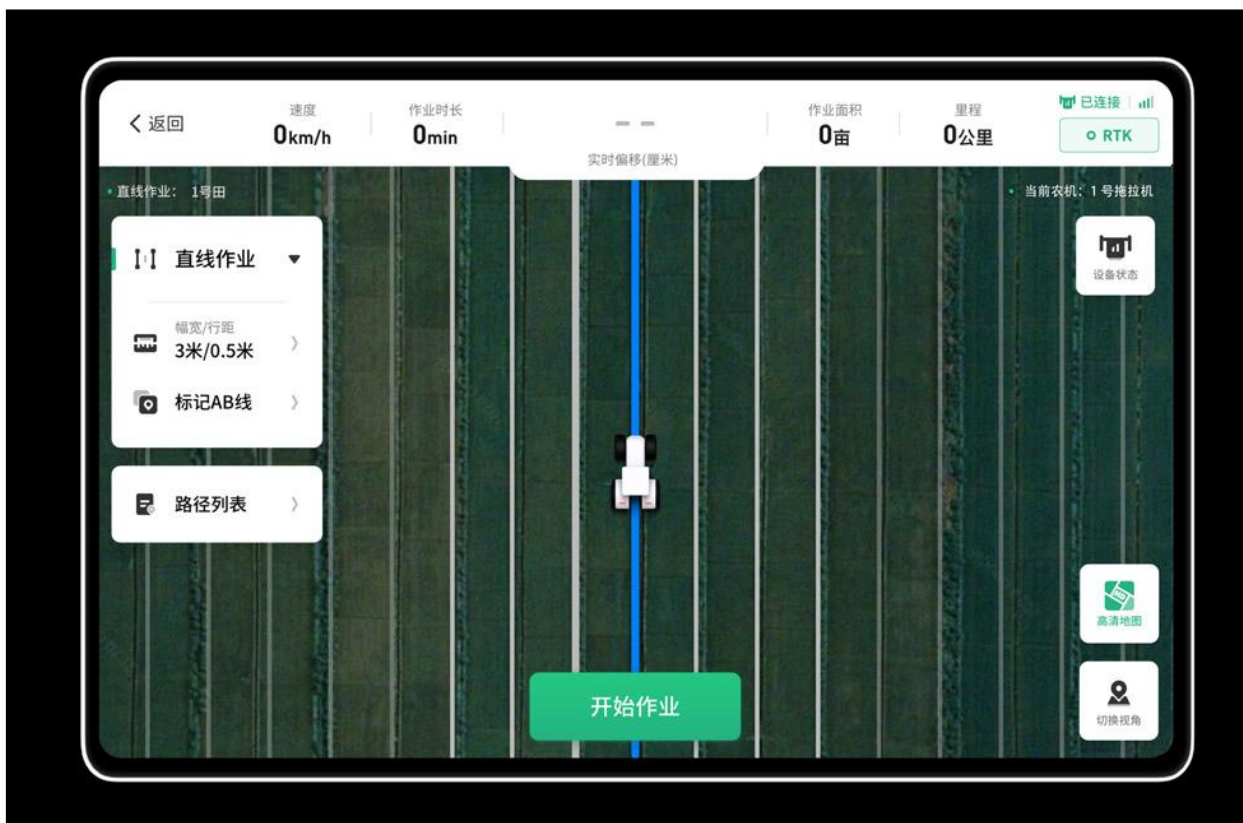 返回
速度
0km/h
作业时长
0min
– –
实时偏移(厘米)
作业面积
0亩
里程
0公里
已连接
RTK
直线作业： 1号田
当前农机：1号拖拉机
直线作业
幅宽/行距
3米/0.5米
标记AB线
路径列表
设备状态
HD
高清地图
切换视角
开始作业